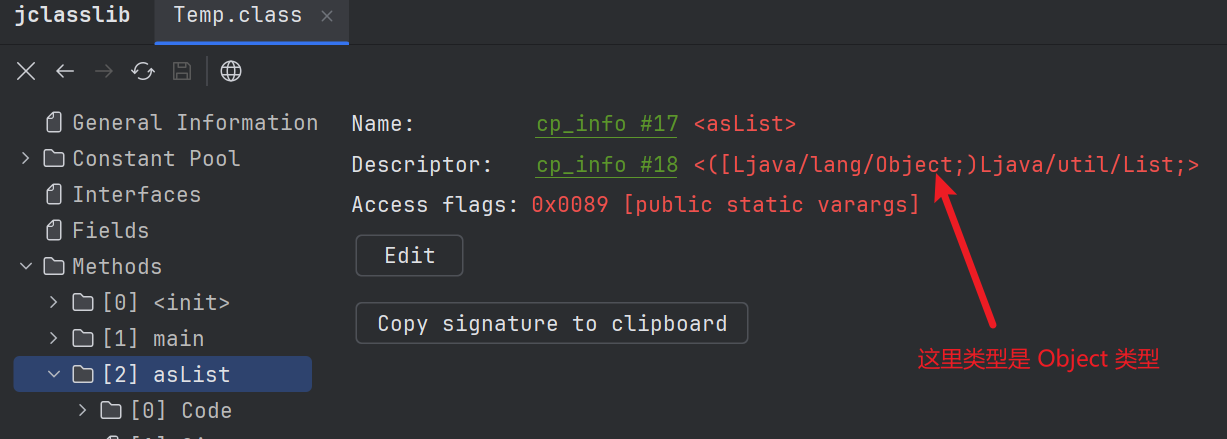 jclasslib Temp.class
General Information
Constant Pool
Interfaces
Fields
Methods
[0] <init>
[1] main
[2] asList
[0] Code
Name: cp_info #17 <asList>
Descriptor: cp_info #18 <([Ljava/lang/Object;)Ljava/util/List;>
Access flags: 0x0089 [public static varargs]
Edit
Copy signature to clipboard
这里类型是 Object 类型